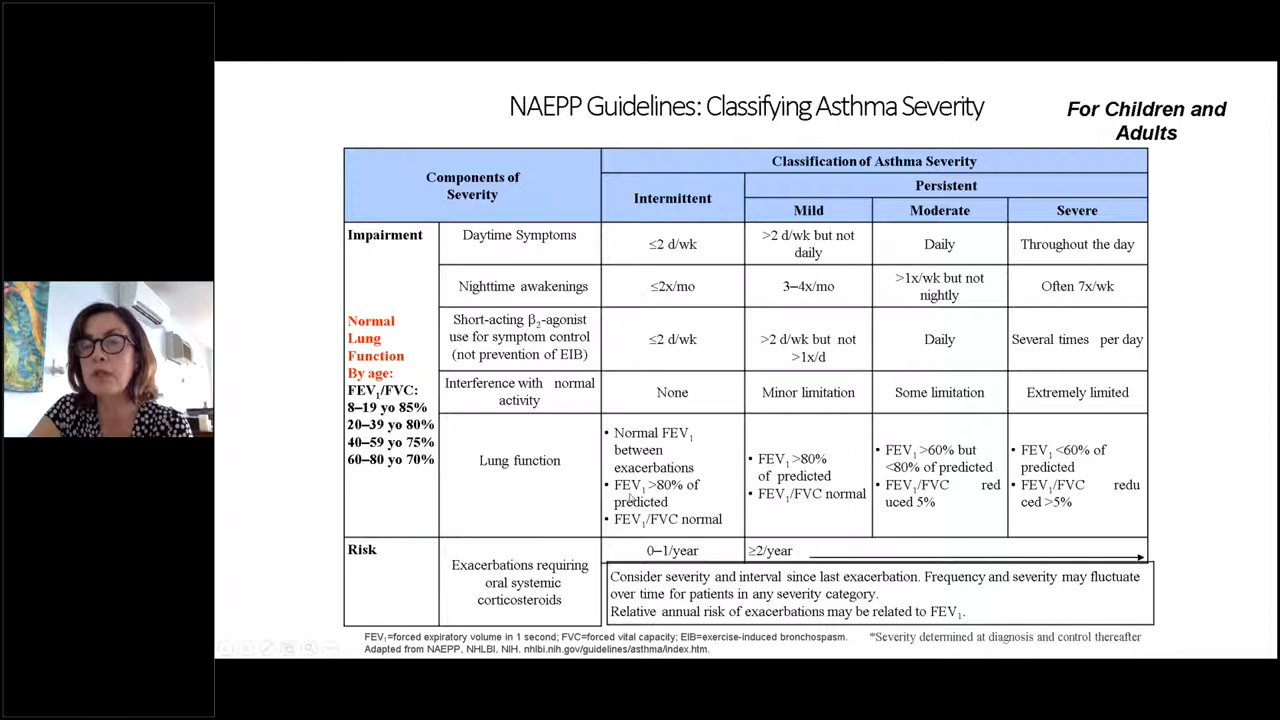 NAEPP Guidelines: Classifying Asthma Severity
For Children and
Adults
Components of
Severity
Classification of Asthma Severity
Intermittent
Persistent
Mild
Moderate
Severe
Impairment
Daytime Symptoms
≤2 d/wk
>2 d/wk but not
daily
Daily
Throughout the day
Nighttime awakenings
≤2x/mo
3–4x/mo
>1x/wk but not
nightly
Often 7x/wk
Normal
Lung
Function
By age:
FEV₁/FVC:
8–19 yo 85%
20–39 yo 80%
40–59 yo 75%
60–80 yo 70%
Short-acting β₂-agonist
use for symptom control
(not prevention of EIB)
≤2 d/wk
>2 d/wk but not
>1x/d
Daily
Several times per day
Interference with normal
activity
None
Minor limitation
Some limitation
Extremely limited
Lung function
• Normal FEV₁
between
exacerbations
• FEV₁ >80% of
predicted
• FEV₁/FVC normal
• FEV₁ >80%
of predicted
• FEV₁/FVC normal
• FEV₁ >60% but
<80% of predicted
• FEV₁/FVC red
uced 5%
• FEV₁ <60% of
predicted
• FEV₁/FVC redu
ced >5%
Risk
Exacerbations requiring
oral systemic
corticosteroids
0–1/year
≥2/year
Consider severity and interval since last exacerbation. Frequency and severity may fluctuate
over time for patients in any severity category.
Relative annual risk of exacerbations may be related to FEV₁.
FEV₁=forced expiratory volume in 1 second; FVC=forced vital capacity; EIB=exercise-induced bronchospasm.
Adapted from NAEPP, NHLBI, NIH. nhlbi.nih.gov/guidelines/asthma/index.htm.
*Severity determined at diagnosis and control thereafter